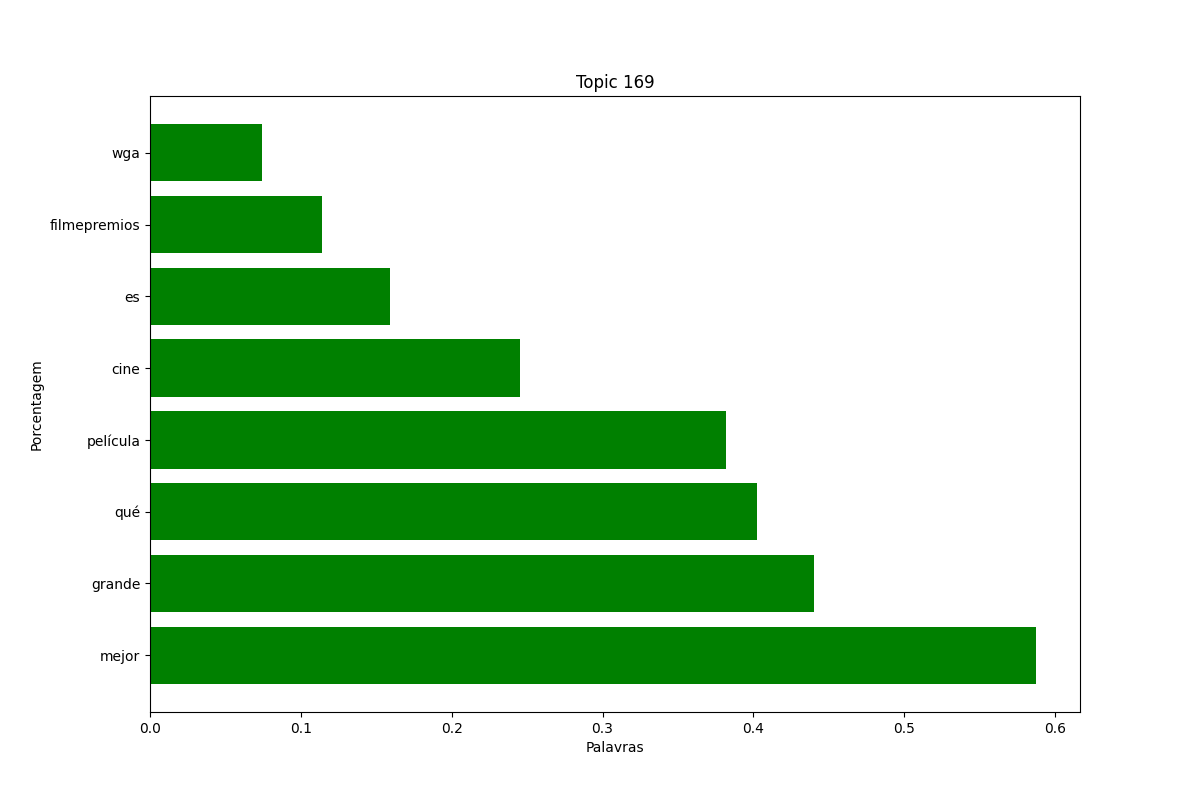 Topic 169
wga
filmepremios
es
cine
película
qué
grande
mejor
Porcentagem
0.0 0.1 0.2 0.3 0.4 0.5 0.6
Palavras